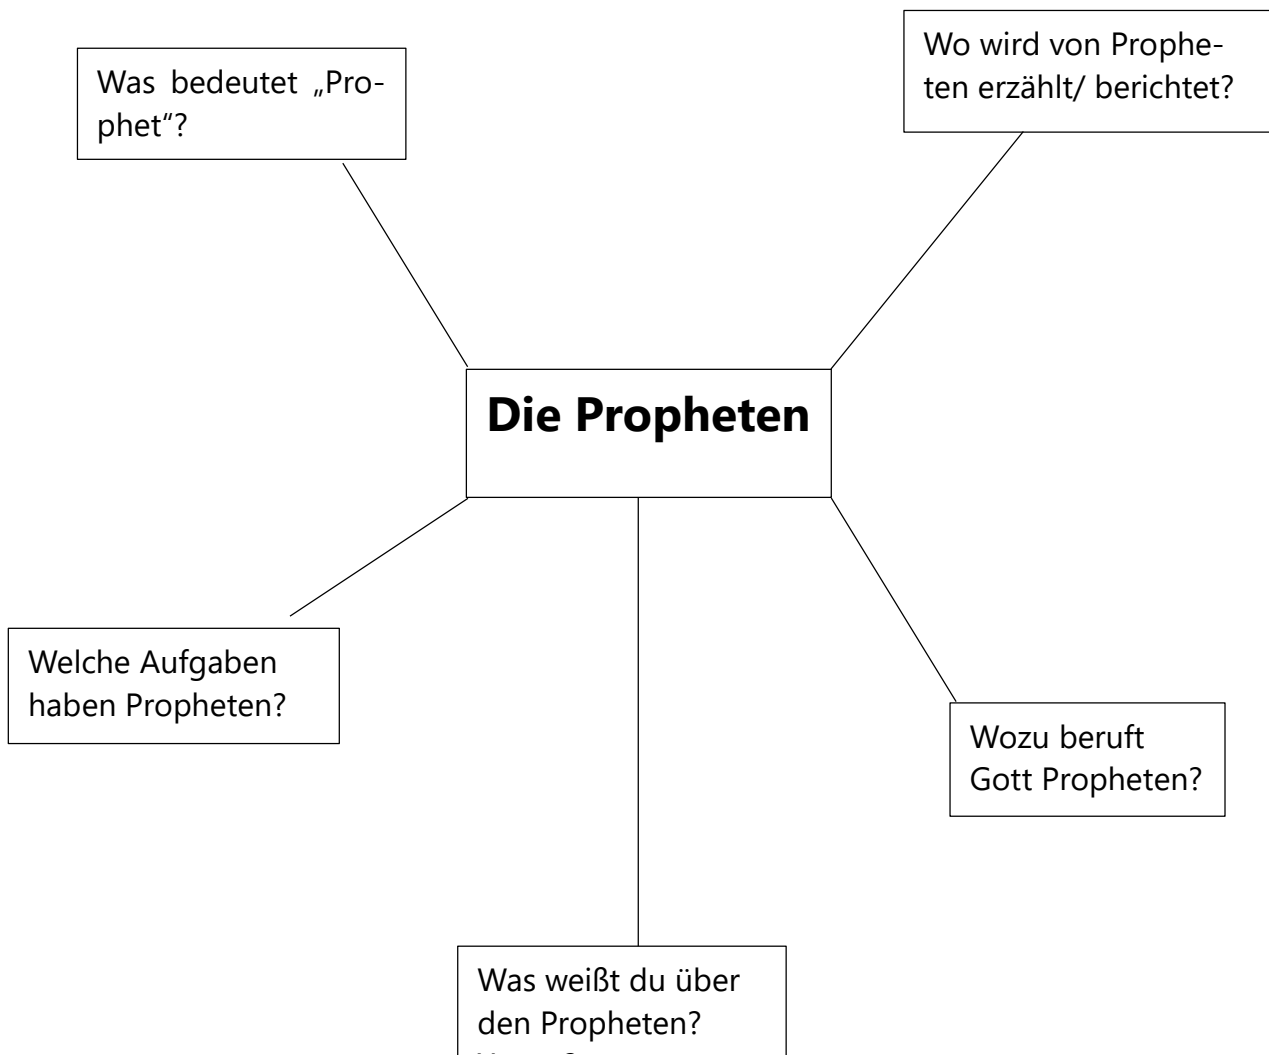 Wo wird von Prophe-
ten erzählt/ berichtet?
Was bedeutet „Pro-
phet“?
Die Propheten
Welche Aufgaben
haben Propheten?
Wozu beruft
Gott Propheten?
Was weißt du über
den Propheten?